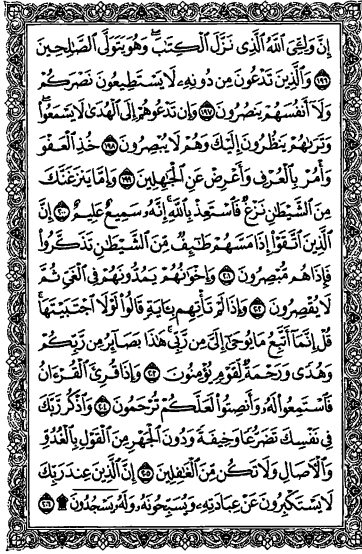 إِنَّ وَلِـِّۧىَ ٱللَّهُ ٱلَّذِى نَزَّلَ ٱلْكِتَٰبَ ۖ وَهُوَ يَتَوَلَّى ٱلصَّٰلِحِينَ
﴿١٩٦﴾ وَٱلَّذِينَ تَدْعُونَ مِن دُونِهِۦ لَا يَسْتَطِيعُونَ نَصْرَكُمْ
وَلَآ أَنفُسَهُمْ يَنصُرُونَ ﴿١٩٧﴾ وَإِن تَدْعُوهُمْ إِلَى ٱلْهُدَىٰ لَا يَسْمَعُوا۟ ۖ
وَتَرَىٰهُمْ يَنظُرُونَ إِلَيْكَ وَهُمْ لَا يُبْصِرُونَ ﴿١٩٨﴾ خُذِ ٱلْعَفْوَ
وَأْمُرْ بِٱلْعُرْفِ وَأَعْرِضْ عَنِ ٱلْجَٰهِلِينَ ﴿١٩٩﴾ وَإِمَّا يَنزَغَنَّكَ
مِنَ ٱلشَّيْطَٰنِ نَزْغٌ فَٱسْتَعِذْ بِٱللَّهِ ۚ إِنَّهُۥ سَمِيعٌ عَلِيمٌ ﴿٢٠٠﴾ إِنَّ
ٱلَّذِينَ ٱتَّقَوْا۟ إِذَا مَسَّهُمْ طَٰٓئِفٌ مِّنَ ٱلشَّيْطَٰنِ تَذَكَّرُوا۟
فَإِذَا هُم مُّبْصِرُونَ ﴿٢٠١﴾ وَإِخْوَٰنُهُمْ يَمُدُّونَهُمْ فِى ٱلْغَىِّ ثُمَّ
لَا يُقْصِرُونَ ﴿٢٠٢﴾ وَإِذَا لَمْ تَأْتِهِم بِـَٔايَةٍ قَالُوا۟ لَوْلَا ٱجْتَبَيْتَهَا ۚ
قُلْ إِنَّمَآ أَتَّبِعُ مَا يُوحَىٰٓ إِلَىَّ مِن رَّبِّى ۚ هَٰذَا بَصَآئِرُ مِن رَّبِّكُمْ
وَهُدًى وَرَحْمَةٌ لِّقَوْمٍ يُؤْمِنُونَ ﴿٢٠٣﴾ وَإِذَا قُرِئَ ٱلْقُرْءَانُ
فَٱسْتَمِعُوا۟ لَهُۥ وَأَنصِتُوا۟ لَعَلَّكُمْ تُرْحَمُونَ ﴿٢٠٤﴾ وَٱذْكُر رَّبَّكَ
فِى نَفْسِكَ تَضَرُّعًا وَخِيفَةً وَدُونَ ٱلْجَهْرِ مِنَ ٱلْقَوْلِ بِٱلْغُدُوِّ
وَٱلْءَاصَالِ وَلَا تَكُن مِّنَ ٱلْغَٰفِلِينَ ﴿٢٠٥﴾ إِنَّ ٱلَّذِينَ عِندَ رَبِّكَ
لَا يَسْتَكْبِرُونَ عَنْ عِبَادَتِهِۦ وَيُسَبِّحُونَهُۥ وَلَهُۥ يَسْجُدُونَ ۩ ﴿٢٠٦﴾